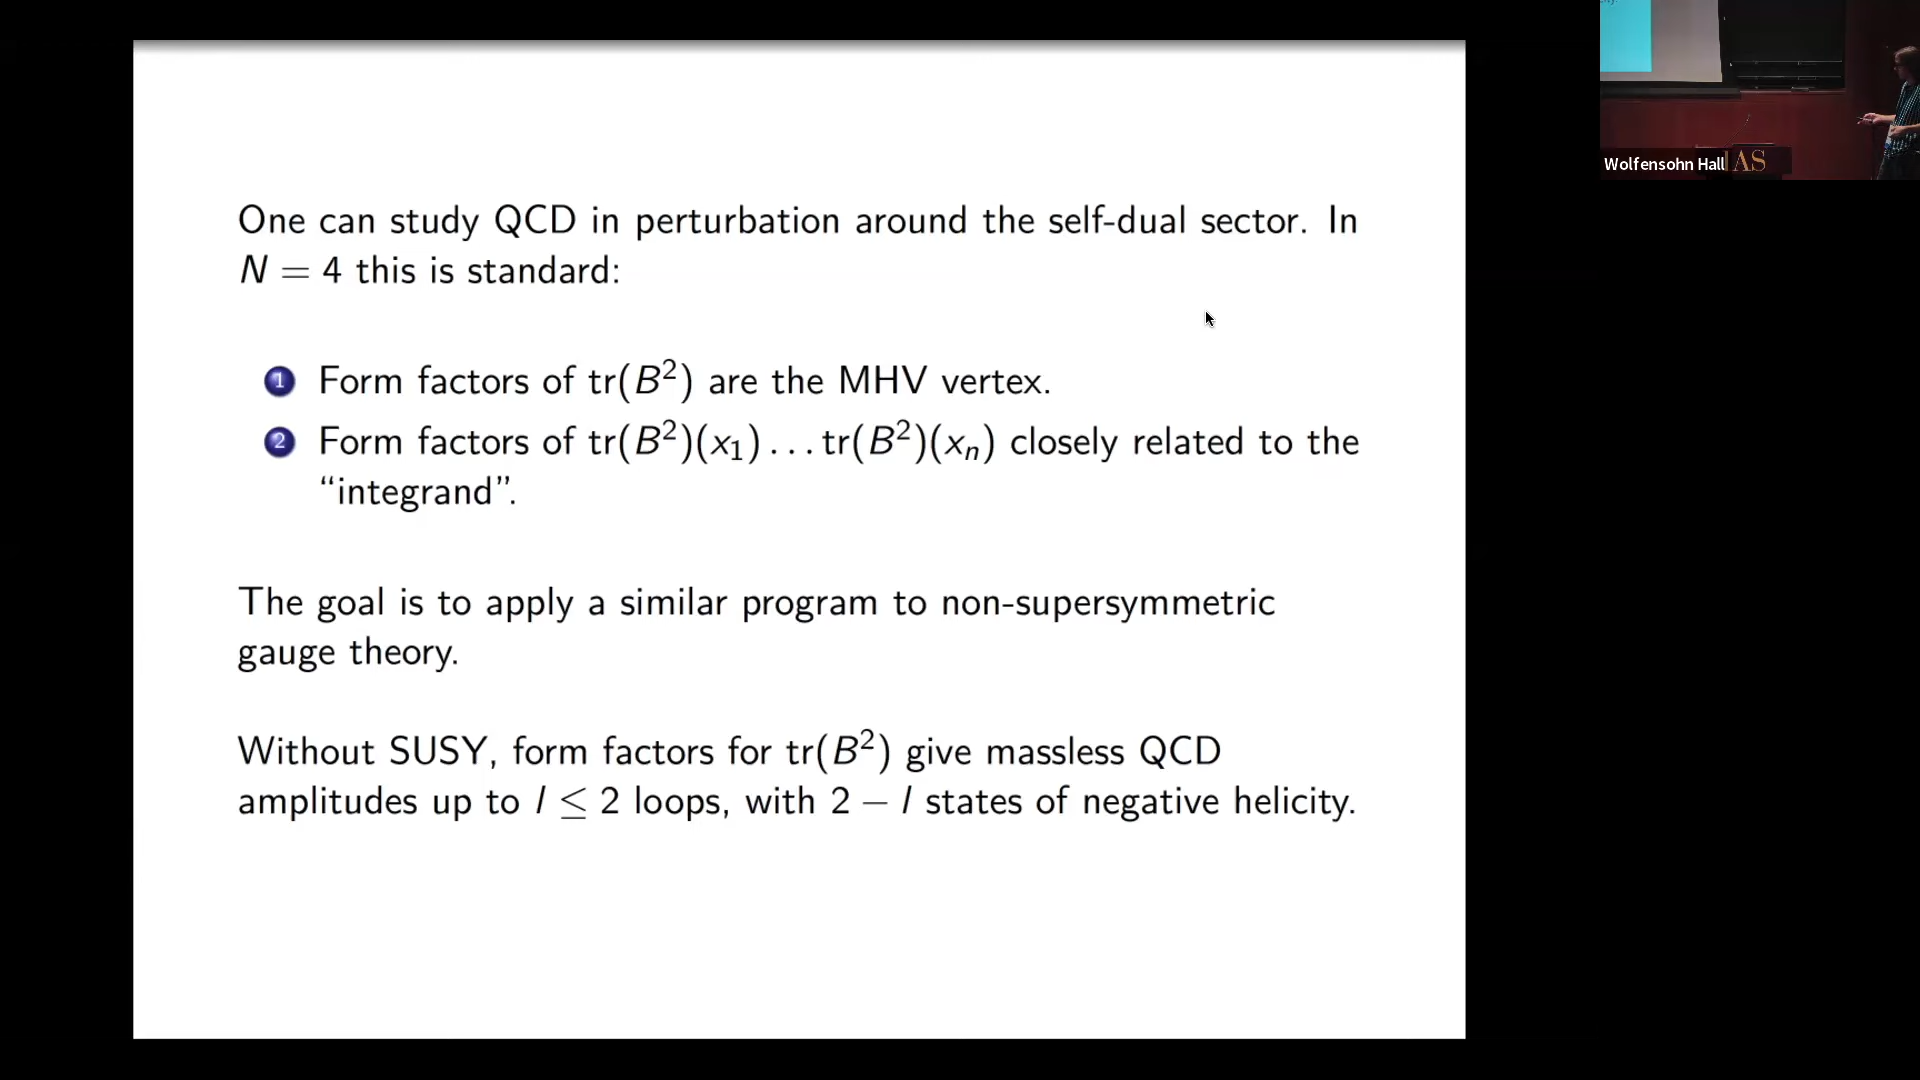 One can study QCD in perturbation around the self-dual sector. In
N = 4 this is standard:
1 Form factors of tr(B²) are the MHV vertex.
2 Form factors of tr(B²)(x₁) . . . tr(B²)(xₙ) closely related to the
“integrand”.
The goal is to apply a similar program to non-supersymmetric
gauge theory.
Without SUSY, form factors for tr(B²) give massless QCD
amplitudes up to l ≤ 2 loops, with 2 − l states of negative helicity.
Wolfensohn Hall
AS